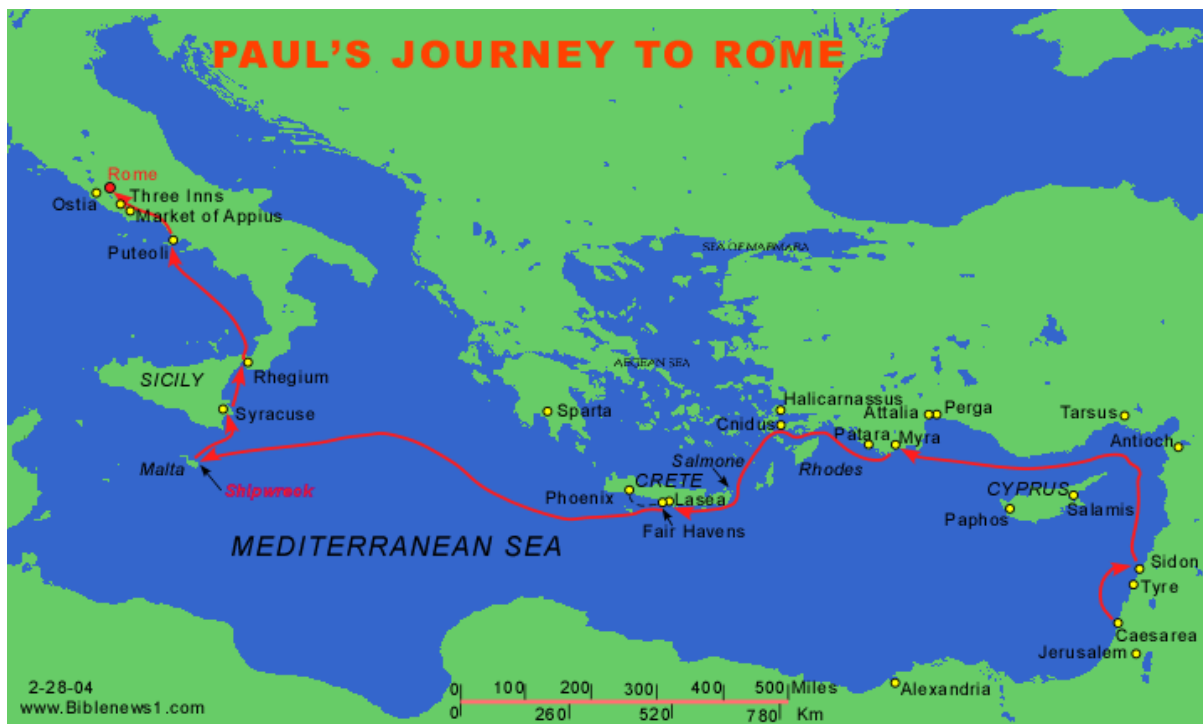 PAUL'S JOURNEY TO ROME
Rome
Ostia
Three Inns
Market of Appius
Puteoli
SEA OF MARMARA
AEGEAN SEA
SICILY
Rhegium
Syracuse
Sparta
Halicarnassus
Cnidus
Attalia
Perga
Tarsus
Patara
Myra
Antioch
Malta
Shipwreck
Salmone
Rhodes
CRETE
Phoenix
Lasea
Fair Havens
CYPRUS
Salamis
Paphos
MEDITERRANEAN SEA
Sidon
Tyre
Caesarea
Jerusalem
Alexandria
2-28-04
www.Biblenews1.com
0 100 200 300 400 500 Miles
0 260 520 780 Km